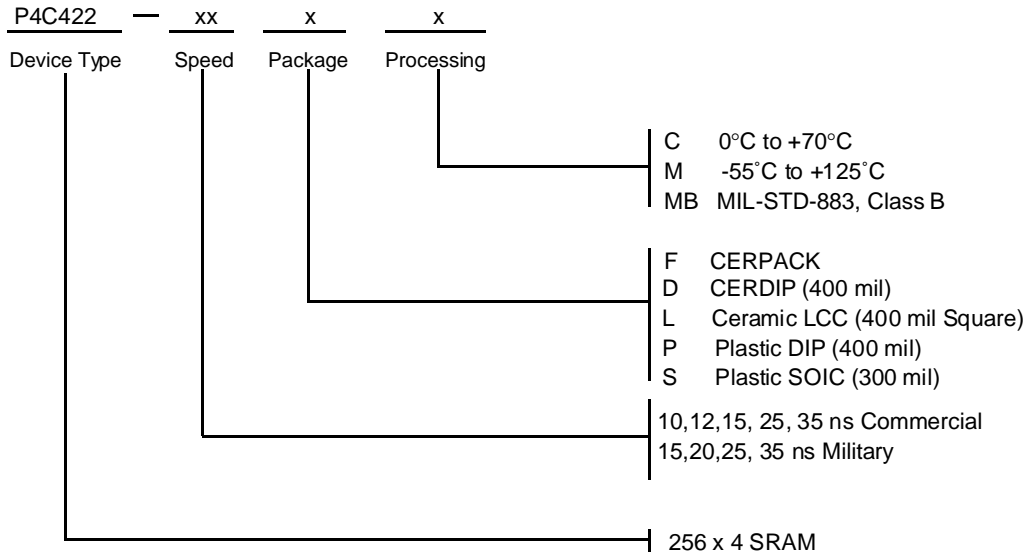 P4C422 — xx x x
Device Type Speed Package Processing
C 0°C to +70°C
M -55˚C to +125˚C
MB MIL-STD-883, Class B
F CERPACK
D CERDIP (400 mil)
L Ceramic LCC (400 mil Square)
P Plastic DIP (400 mil)
S Plastic SOIC (300 mil)
10,12,15, 25, 35 ns Commercial
15,20,25, 35 ns Military
256 x 4 SRAM